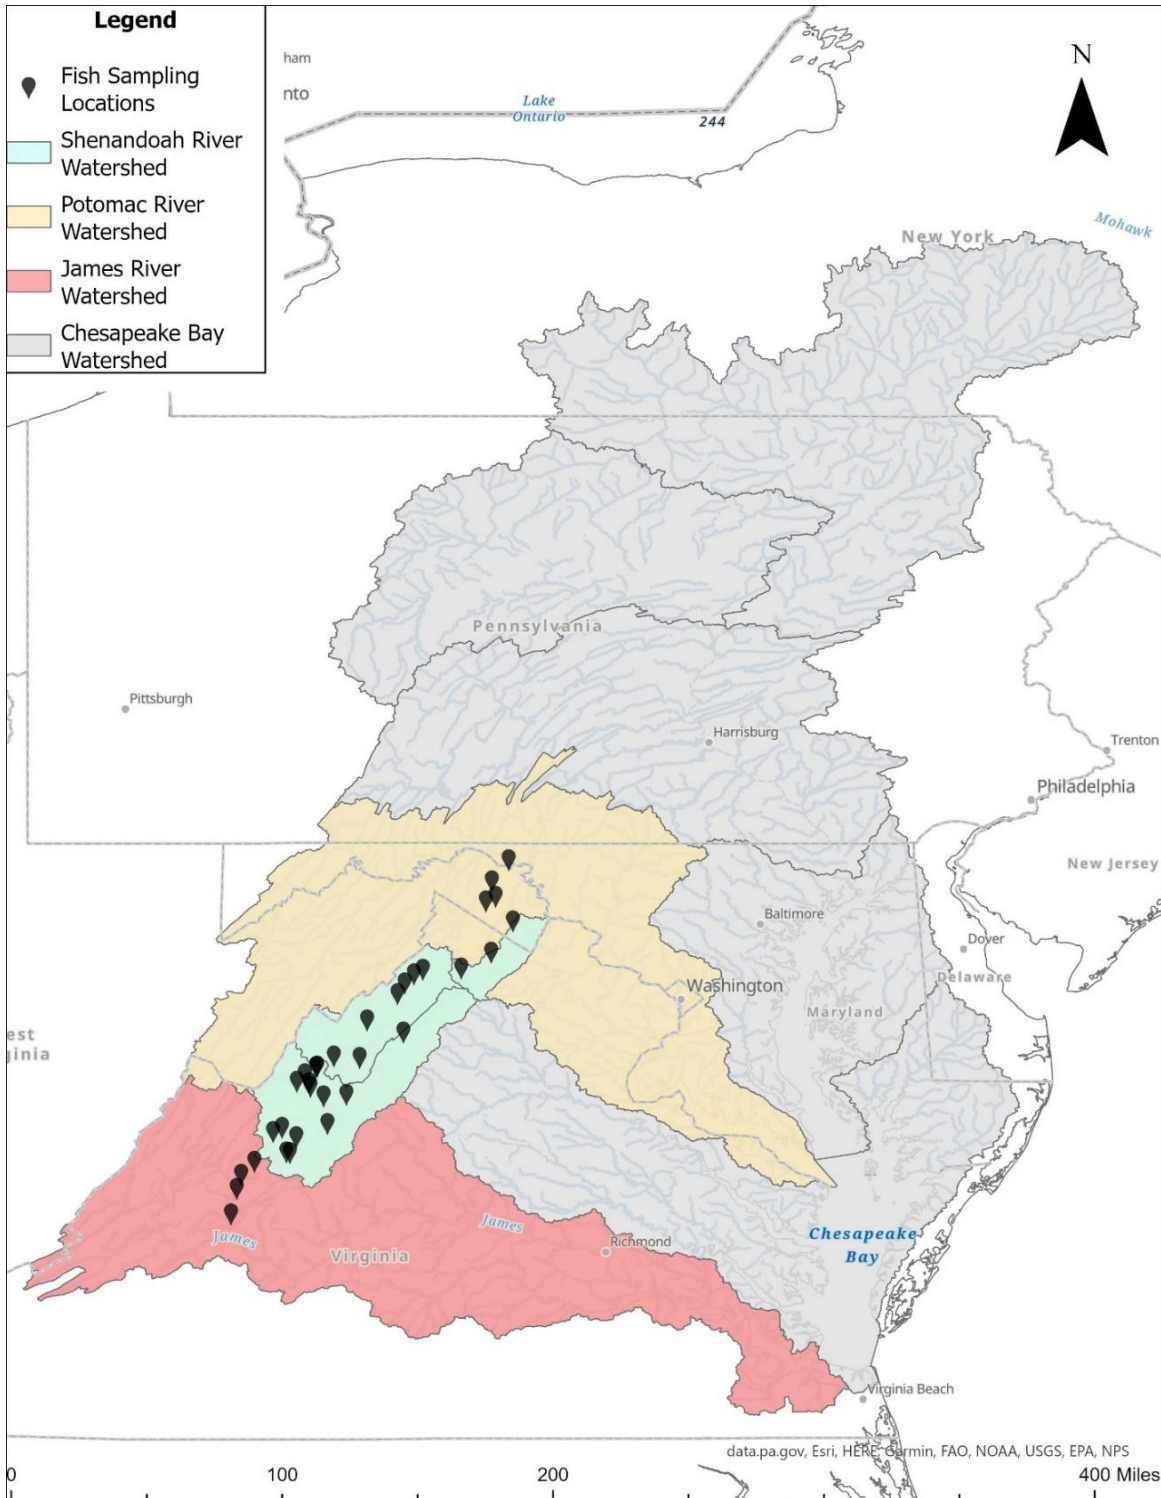 Legend
Fish Sampling
Locations
Shenandoah River
Watershed
Potomac River
Watershed
James River
Watershed
Chesapeake Bay
Watershed
ham
nto
Lake
Ontario
244
N
Mohawk
New York
Pennsylvania
Pittsburgh
Harrisburg
Trenton
Philadelphia
New Jersey
Baltimore
Dover
Delaware
Washington
Maryland
est
ginia
Chesapeake
Bay
James
Richmond
James
Virginia
Virginia Beach
data.pa.gov, Esri, HERE, Garmin, FAO, NOAA, USGS, EPA, NPS
0 100 200 400 Miles